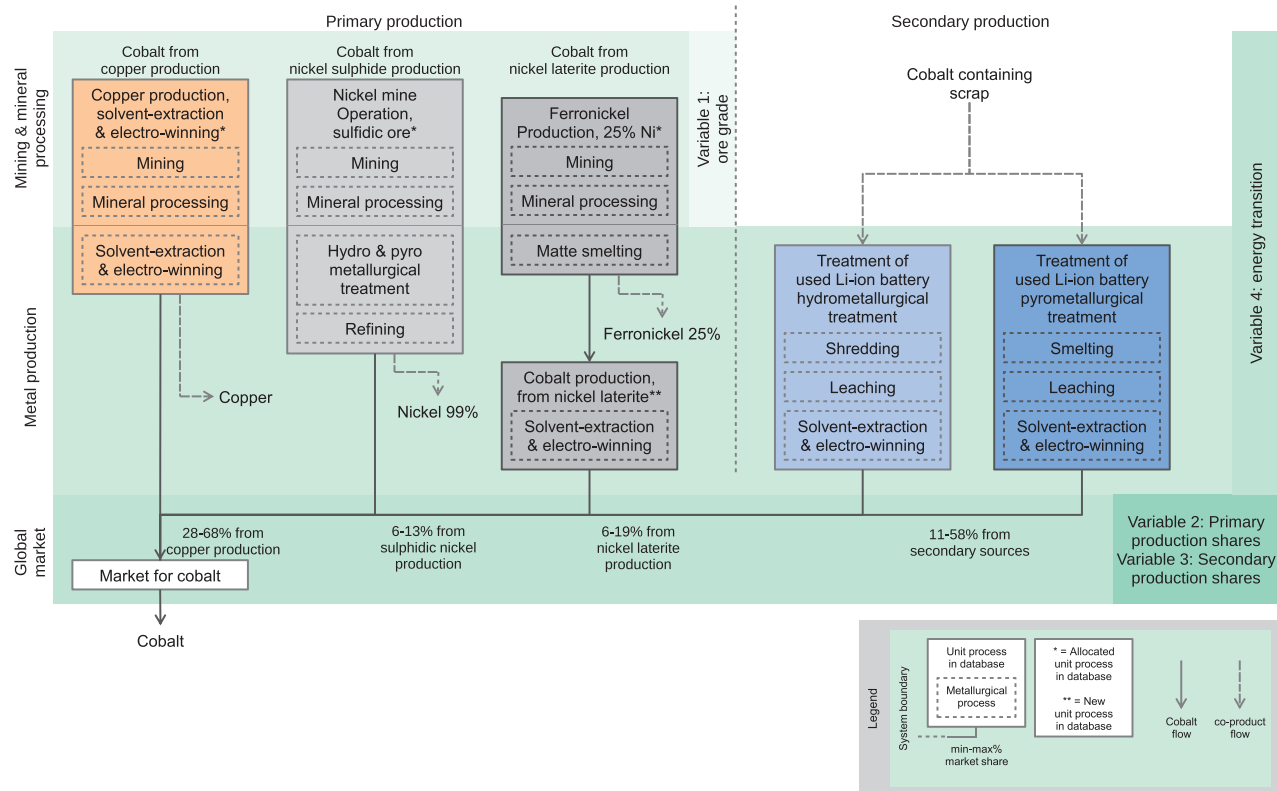 Primary production
Secondary production
Mining & mineral
processing
Metal production
Global
market
Cobalt from
copper production
Cobalt from
nickel sulphide production
Cobalt from
nickel laterite production
Variable 1:
ore grade
Variable 4: energy transition
Copper production,
solvent-extraction
& electro-winning*
Mining
Mineral processing
Solvent-extraction
& electro-winning
Copper
Nickel mine
Operation,
sulfidic ore*
Mining
Mineral processing
Hydro & pyro
metallurgical
treatment
Refining
Nickel 99%
Ferronickel
Production, 25% Ni*
Mining
Mineral processing
Matte smelting
Ferronickel 25%
Cobalt production,
from nickel laterite**
Solvent-extraction
& electro-winning
Cobalt containing
scrap
Treatment of
used Li-ion battery
hydrometallurgical
treatment
Shredding
Leaching
Solvent-extraction
& electro-winning
Treatment of
used Li-ion battery
pyrometallurgical
treatment
Smelting
Leaching
Solvent-extraction
& electro-winning
28-68% from
copper production
6-13% from
sulphidic nickel
production
6-19% from
nickel laterite
production
11-58% from
secondary sources
Variable 2: Primary
production shares
Variable 3: Secondary
production shares
Market for cobalt
Cobalt
Legend
System boundary
Unit process
in database
Metallurgical
process
min-max%
market share
* = Allocated
unit process
in database
** = New
unit process
in database
Cobalt
flow
co-product
flow